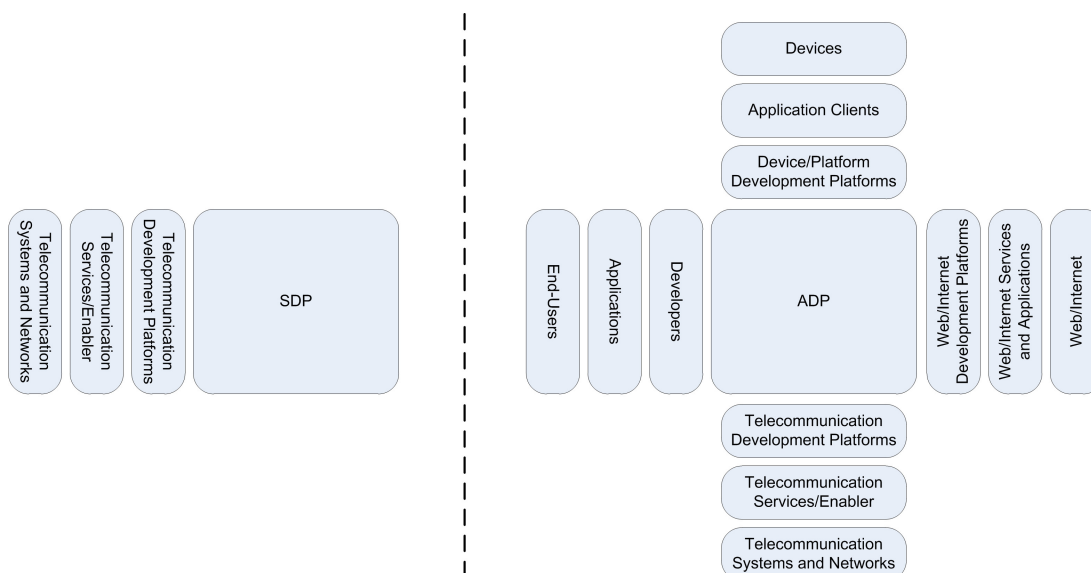 Telecommunication
Systems and Networks
Telecommunication
Services/Enabler
Telecommunication
Development Platforms
SDP
Devices
Application Clients
Device/Platform
Development Platforms
End-Users
Applications
Developers
ADP
Web/Internet
Development Platforms
Web/Internet Services
and Applications
Web/Internet
Telecommunication
Development Platforms
Telecommunication
Services/Enabler
Telecommunication
Systems and Networks